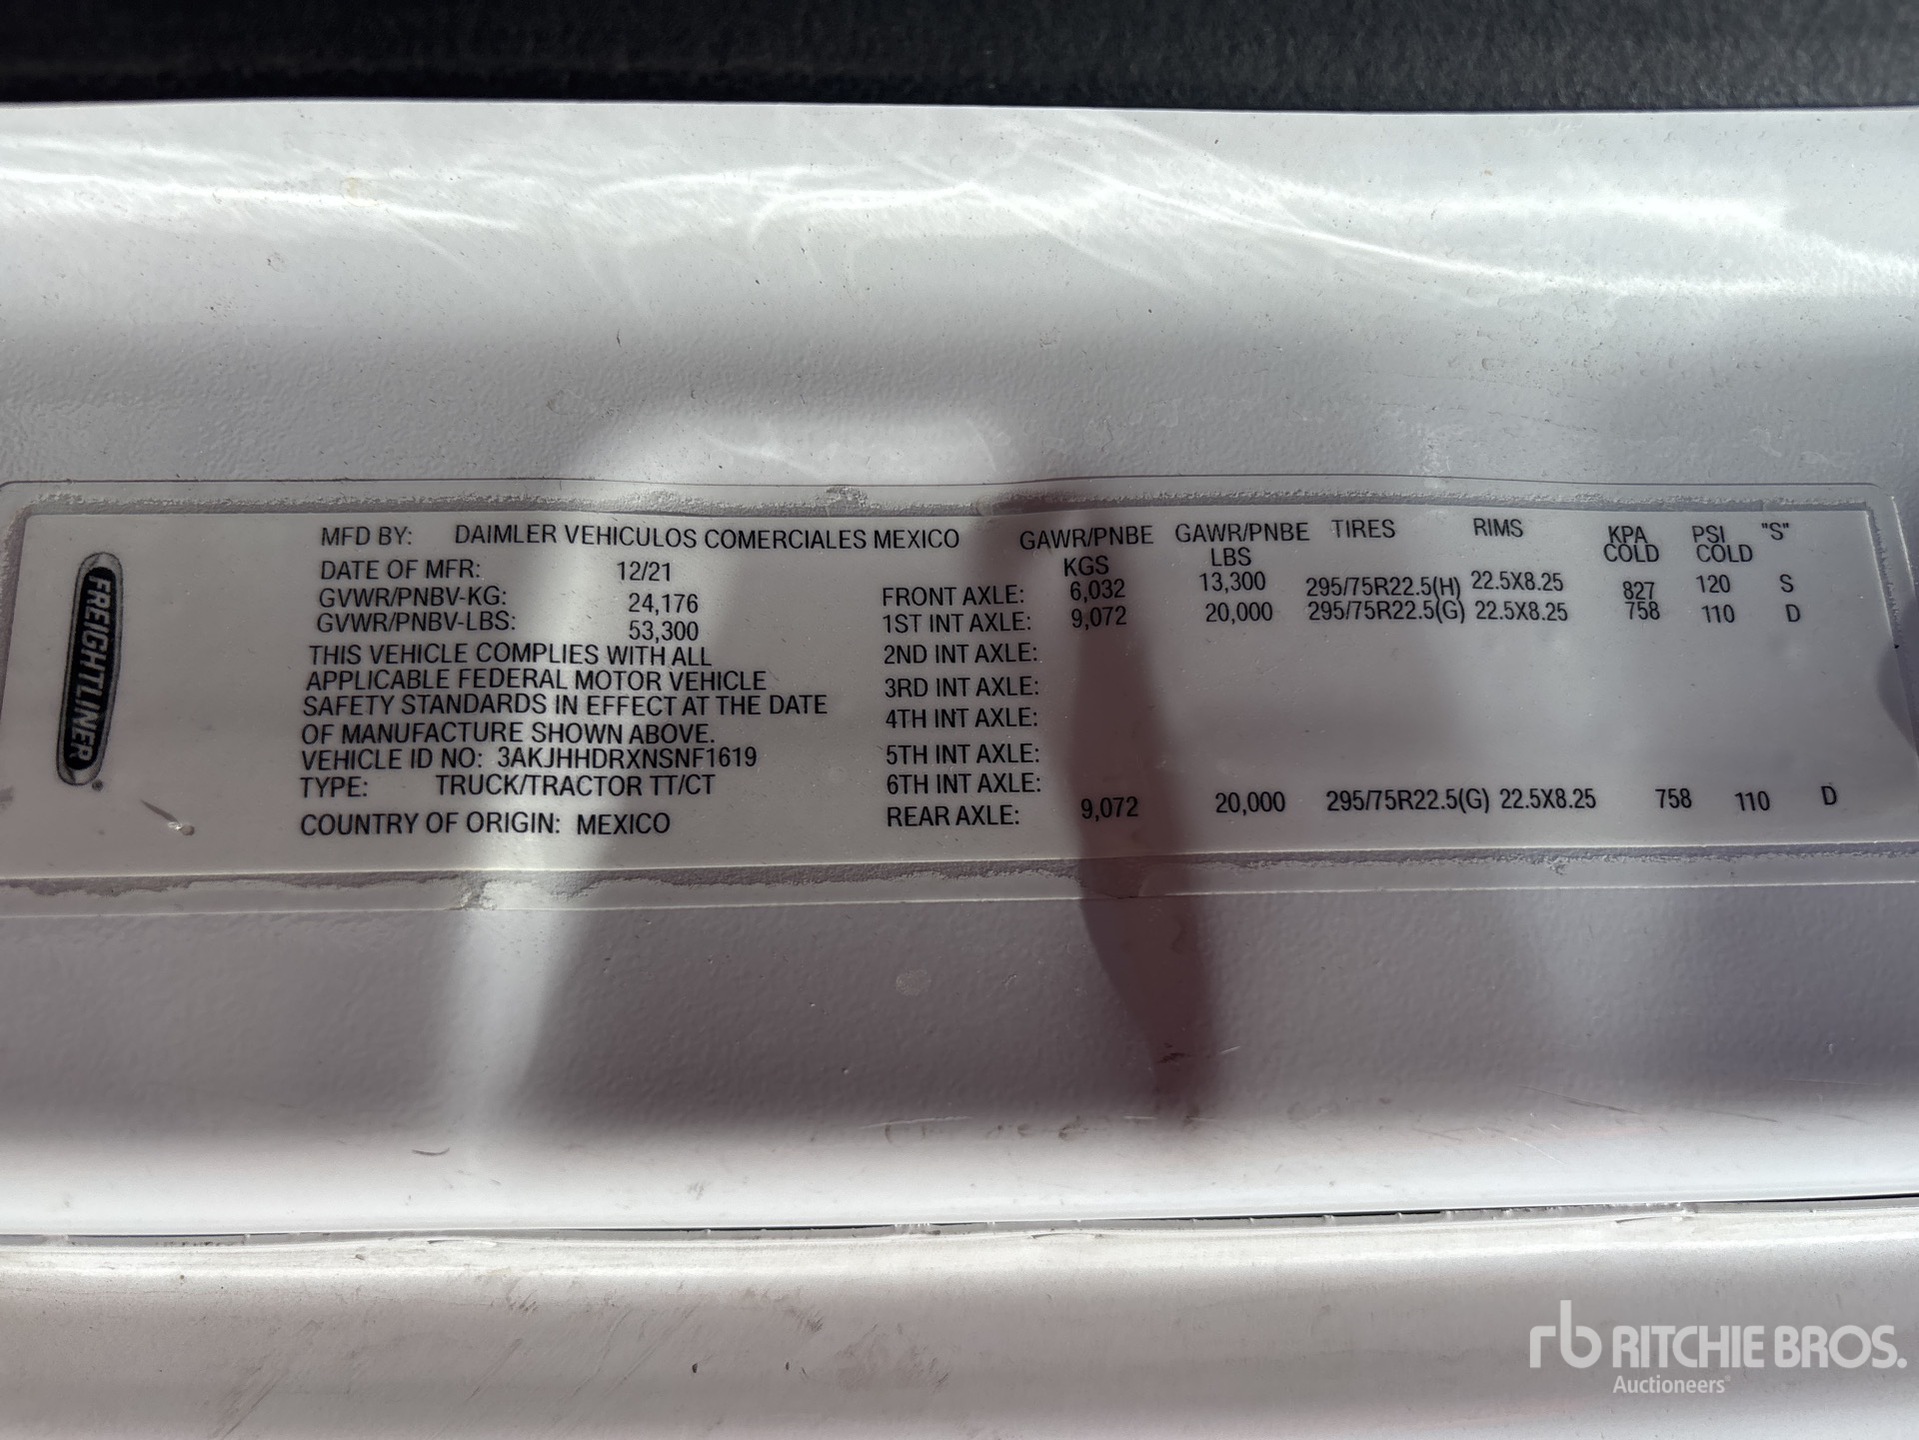 FREIGHTLINER
MFD BY: DAIMLER VEHICULOS COMERCIALES MEXICO
DATE OF MFR: 12/21
GVWR/PNBV-KG: 24,176
GVWR/PNBV-LBS: 53,300
THIS VEHICLE COMPLIES WITH ALL
APPLICABLE FEDERAL MOTOR VEHICLE
SAFETY STANDARDS IN EFFECT AT THE DATE
OF MANUFACTURE SHOWN ABOVE.
VEHICLE ID NO: 3AKJHHDRXNSNF1619
TYPE: TRUCK/TRACTOR TT/CT
COUNTRY OF ORIGIN: MEXICO
GAWR/PNBE GAWR/PNBE TIRES RIMS KPA PSI "S"
KGS LBS COLD COLD
FRONT AXLE: 6,032 13,300 295/75R22.5(H) 22.5X8.25 827 120 S
1ST INT AXLE: 9,072 20,000 295/75R22.5(G) 22.5X8.25 758 110 D
2ND INT AXLE:
3RD INT AXLE:
4TH INT AXLE:
5TH INT AXLE:
6TH INT AXLE:
REAR AXLE: 9,072 20,000 295/75R22.5(G) 22.5X8.25 758 110 D
rb RITCHIE BROS.
Auctioneers